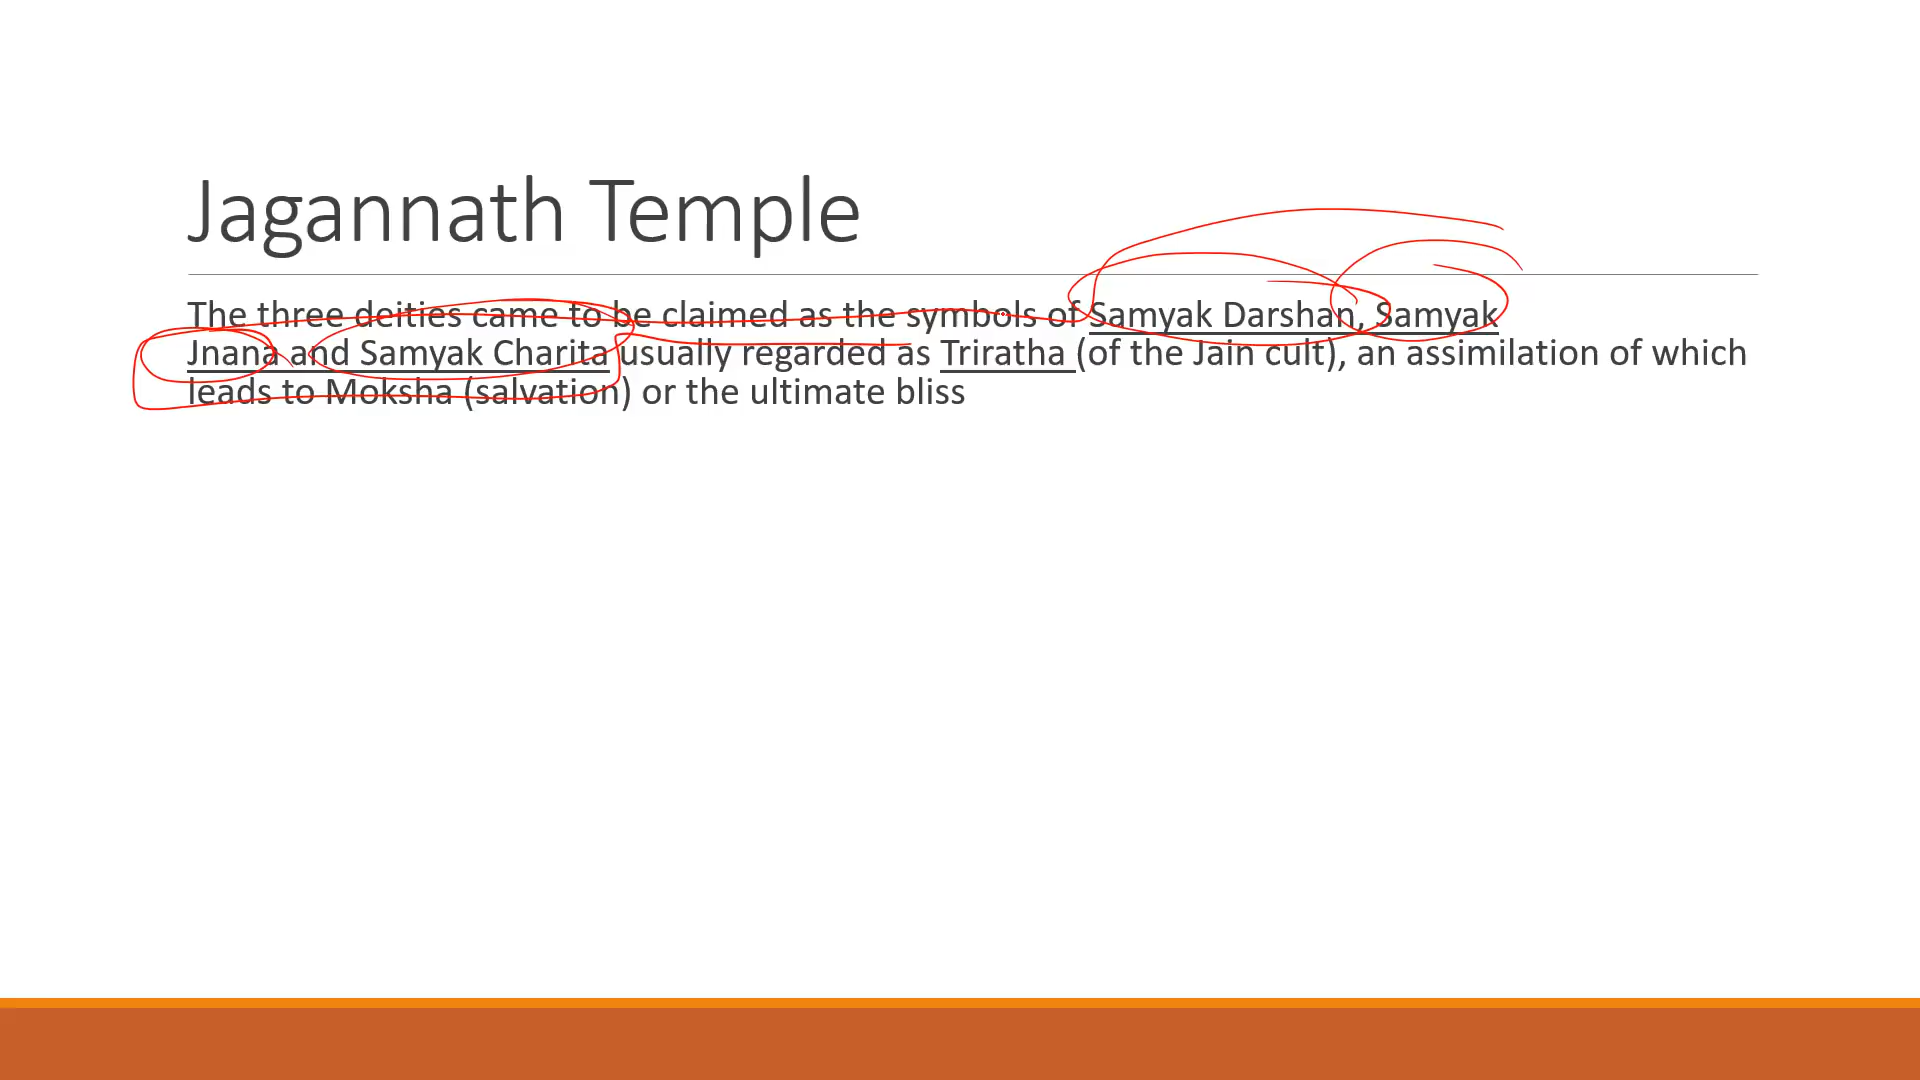 Jagannath Temple
The three deities came to be claimed as the symbols of Samyak Darshan, Samyak
Jnana and Samyak Charita usually regarded as Triratha (of the Jain cult), an assimilation of which
leads to Moksha (salvation) or the ultimate bliss